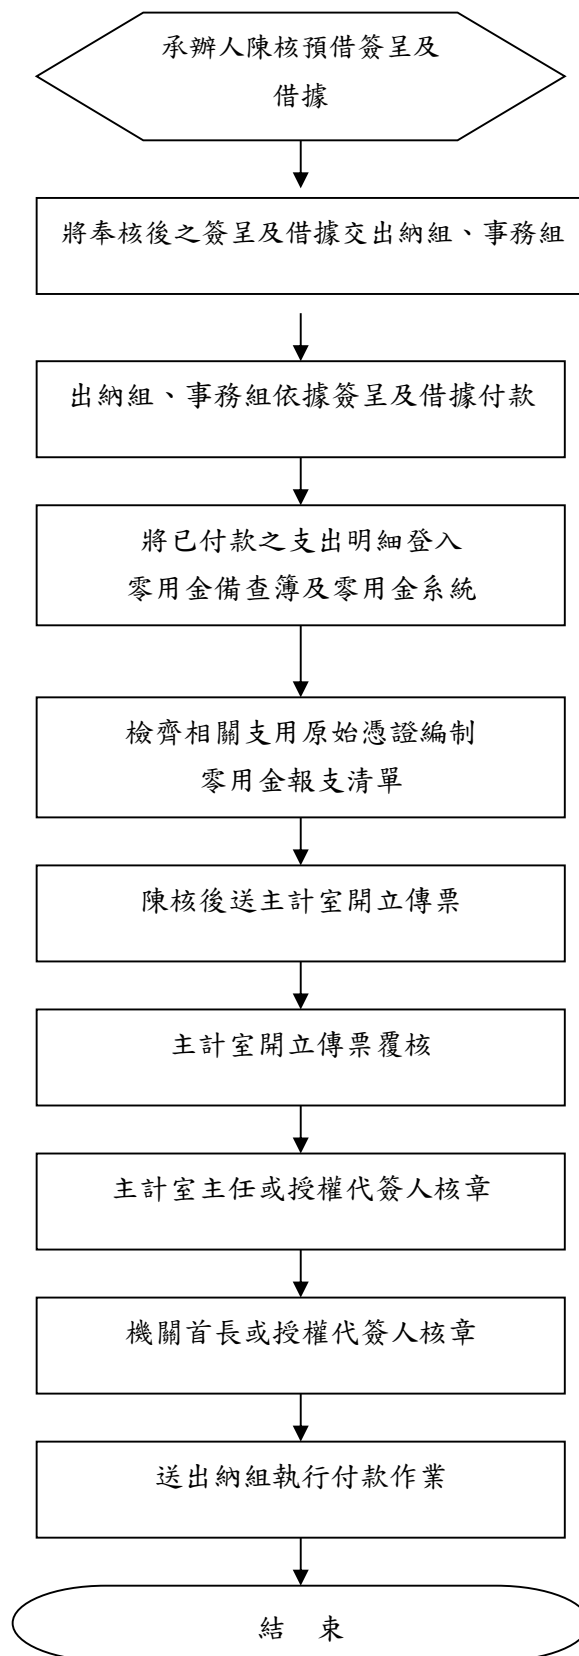 承辦人陳核預借簽呈及
借據
將奉核後之簽呈及借據交出納組、事務組
出納組、事務組依據簽呈及借據付款
將已付款之支出明細登入
零用金備查簿及零用金系統
檢齊相關支用原始憑證編制
零用金報支清單
陳核後送主計室開立傳票
主計室開立傳票覆核
主計室主任或授權代簽人核章
機關首長或授權代簽人核章
送出納組執行付款作業
結　束